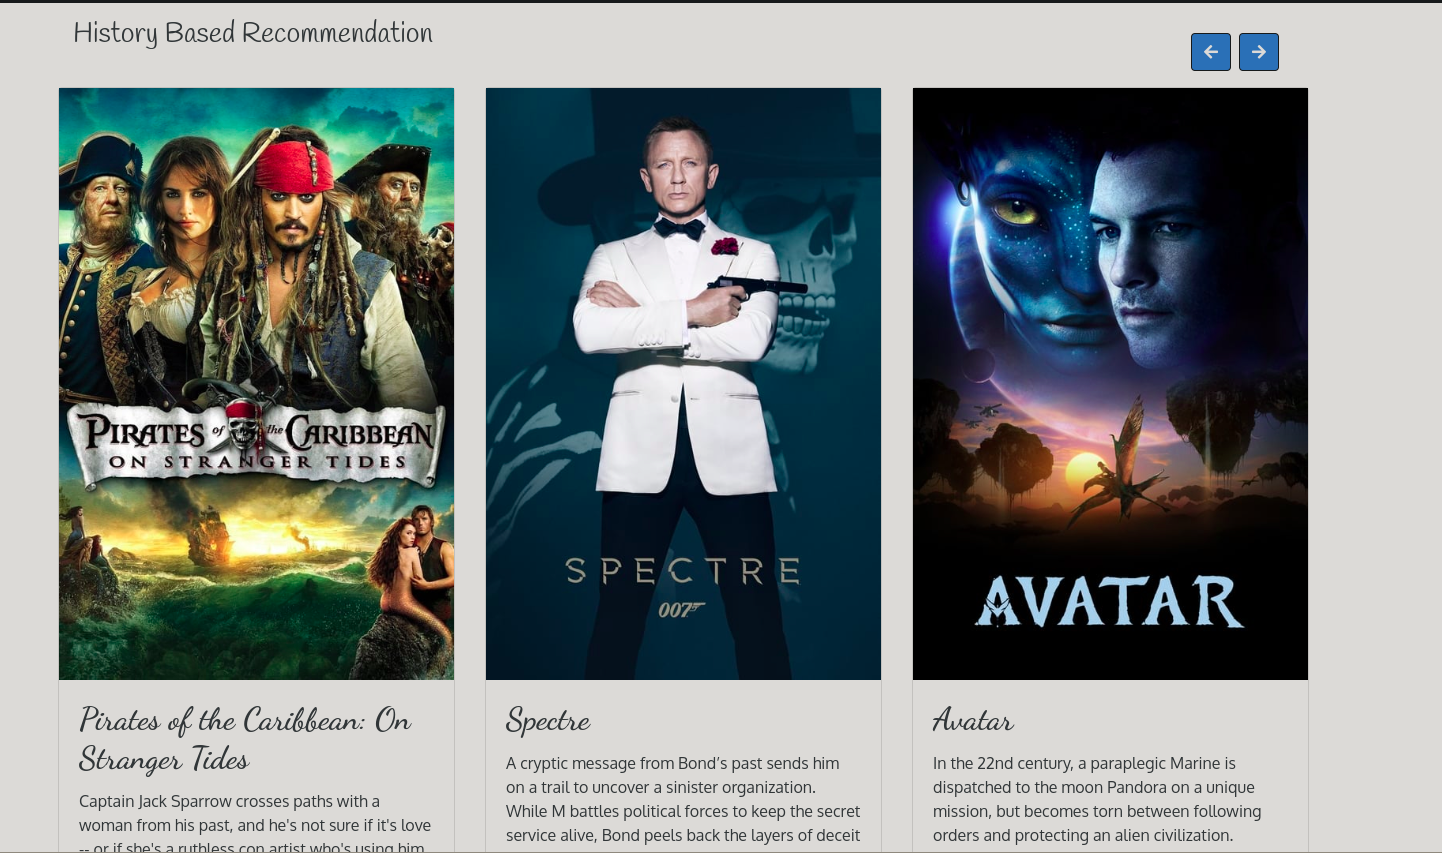 History Based Recommendation
PIRATES of the CARIBBEAN
ON STRANGER TIDES
SPECTRE
007
AVATAR
Pirates of the Caribbean: On
Stranger Tides
Captain Jack Sparrow crosses paths with a
woman from his past, and he's not sure if it's love
-- or if she's a ruthless con artist who's using him
Spectre
A cryptic message from Bond’s past sends him
on a trail to uncover a sinister organization.
While M battles political forces to keep the secret
service alive, Bond peels back the layers of deceit
Avatar
In the 22nd century, a paraplegic Marine is
dispatched to the moon Pandora on a unique
mission, but becomes torn between following
orders and protecting an alien civilization.